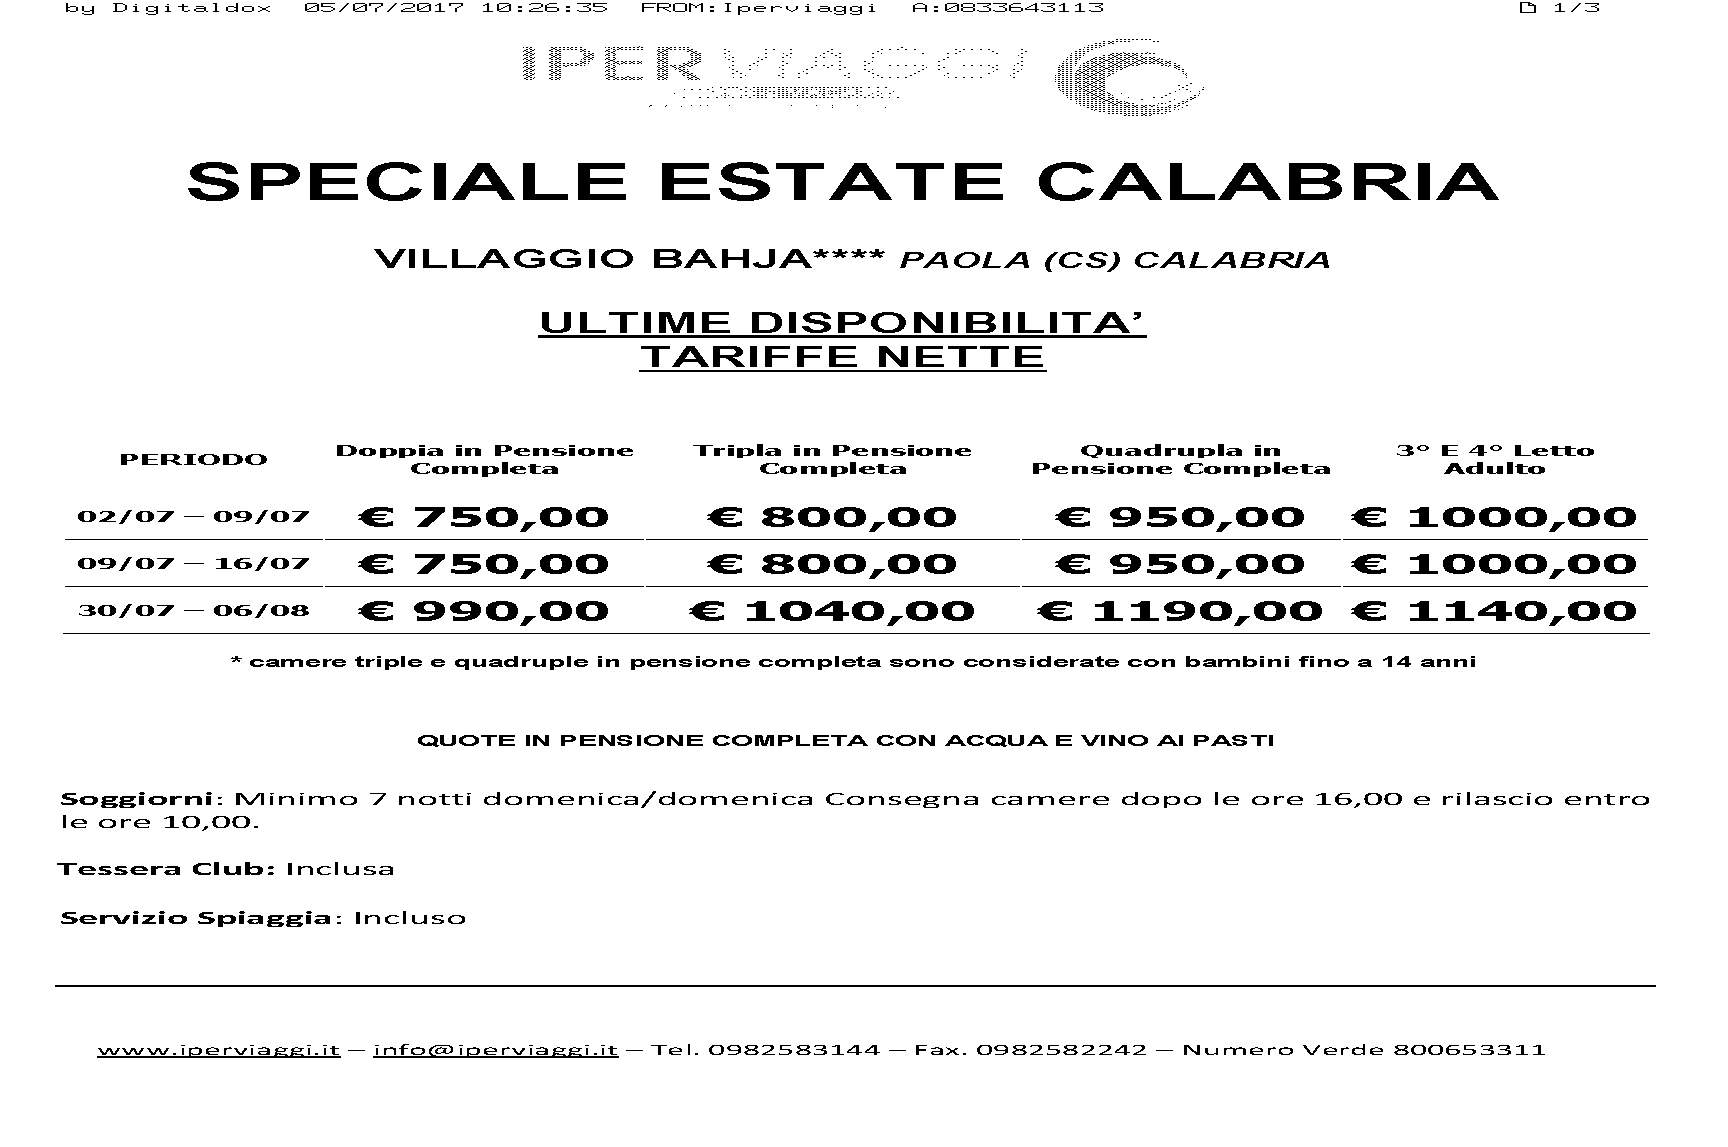 by Digitaldox 05/07/2017 10:26:35 FROM:Iperviaggi A:0833643113 1/3
IPERVIAGGI
SPECIALE ESTATE CALABRIA
VILLAGGIO BAHJA**** PAOLA (CS) CALABRIA
ULTIME DISPONIBILITA’
TARIFFE NETTE
PERIODO Doppia in Pensione Completa Tripla in Pensione Completa Quadrupla in Pensione Completa 3° E 4° Letto Adulto
02/07 – 09/07 € 750,00 € 800,00 € 950,00 € 1000,00
09/07 – 16/07 € 750,00 € 800,00 € 950,00 € 1000,00
30/07 – 06/08 € 990,00 € 1040,00 € 1190,00 € 1140,00
* camere triple e quadruple in pensione completa sono considerate con bambini fino a 14 anni
QUOTE IN PENSIONE COMPLETA CON ACQUA E VINO AI PASTI
Soggiorni: Minimo 7 notti domenica/domenica Consegna camere dopo le ore 16,00 e rilascio entro
le ore 10,00.
Tessera Club: Inclusa
Servizio Spiaggia: Incluso
www.iperviaggi.it – info@iperviaggi.it – Tel. 0982583144 – Fax. 0982582242 – Numero Verde 800653311